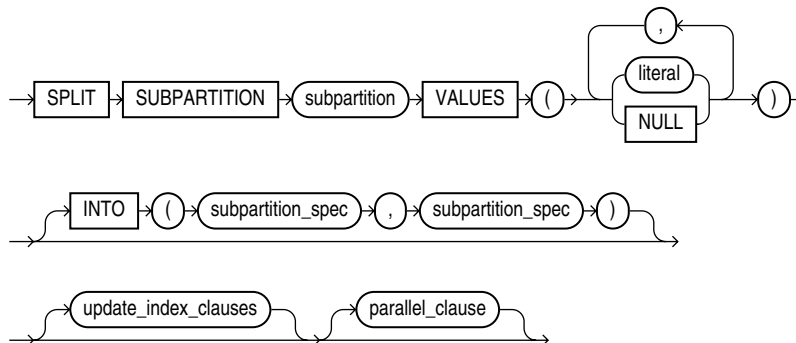 ,
literal
SPLIT SUBPARTITION subpartition VALUES ( NULL )
INTO ( subpartition_spec , subpartition_spec )
update_index_clauses parallel_clause